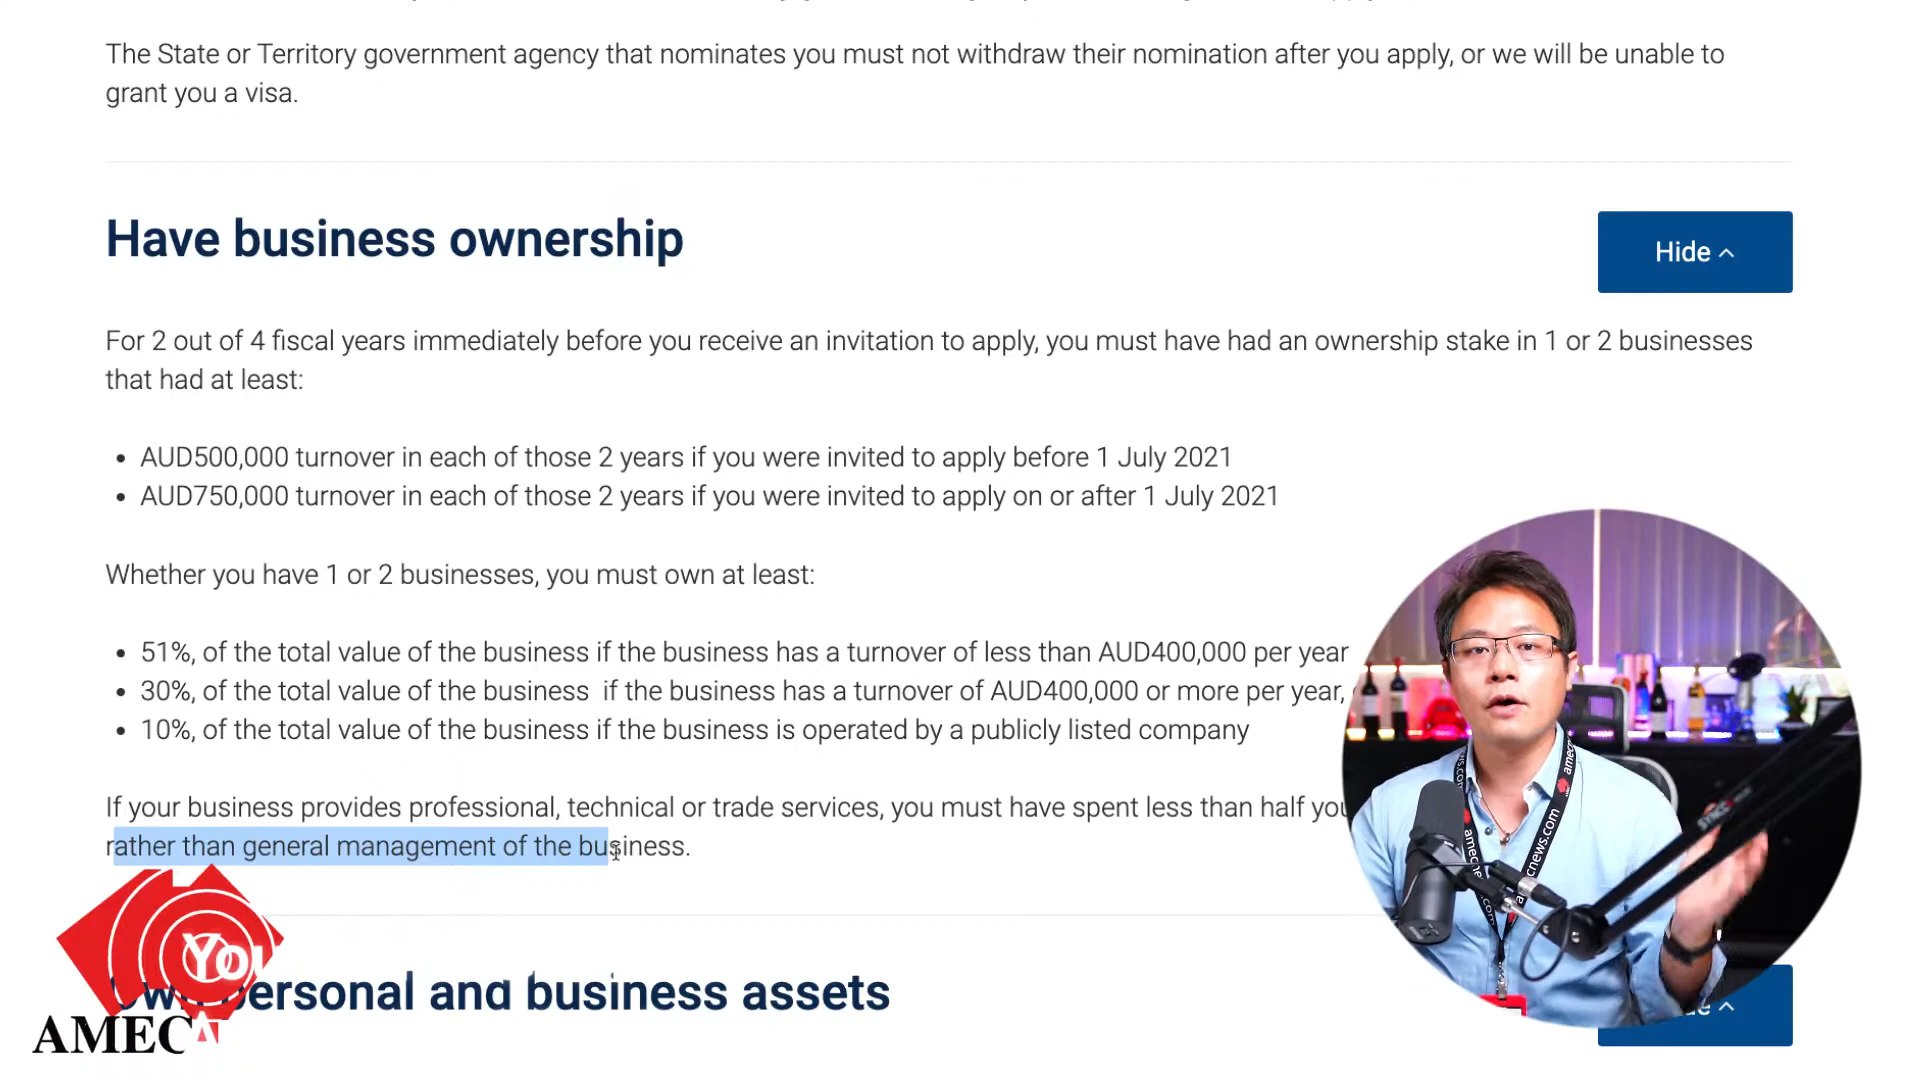 The State or Territory government agency that nominates you must not withdraw their nomination after you apply, or we will be unable to
grant you a visa.
Have business ownership
Hide
For 2 out of 4 fiscal years immediately before you receive an invitation to apply, you must have had an ownership stake in 1 or 2 businesses
that had at least:
• AUD500,000 turnover in each of those 2 years if you were invited to apply before 1 July 2021
• AUD750,000 turnover in each of those 2 years if you were invited to apply on or after 1 July 2021
Whether you have 1 or 2 businesses, you must own at least:
• 51%, of the total value of the business if the business has a turnover of less than AUD400,000 per year
• 30%, of the total value of the business if the business has a turnover of AUD400,000 or more per year,
• 10%, of the total value of the business if the business is operated by a publicly listed company
If your business provides professional, technical or trade services, you must have spent less than half
rather than general management of the business.
personal and business assets
AMEC
amecnews.com